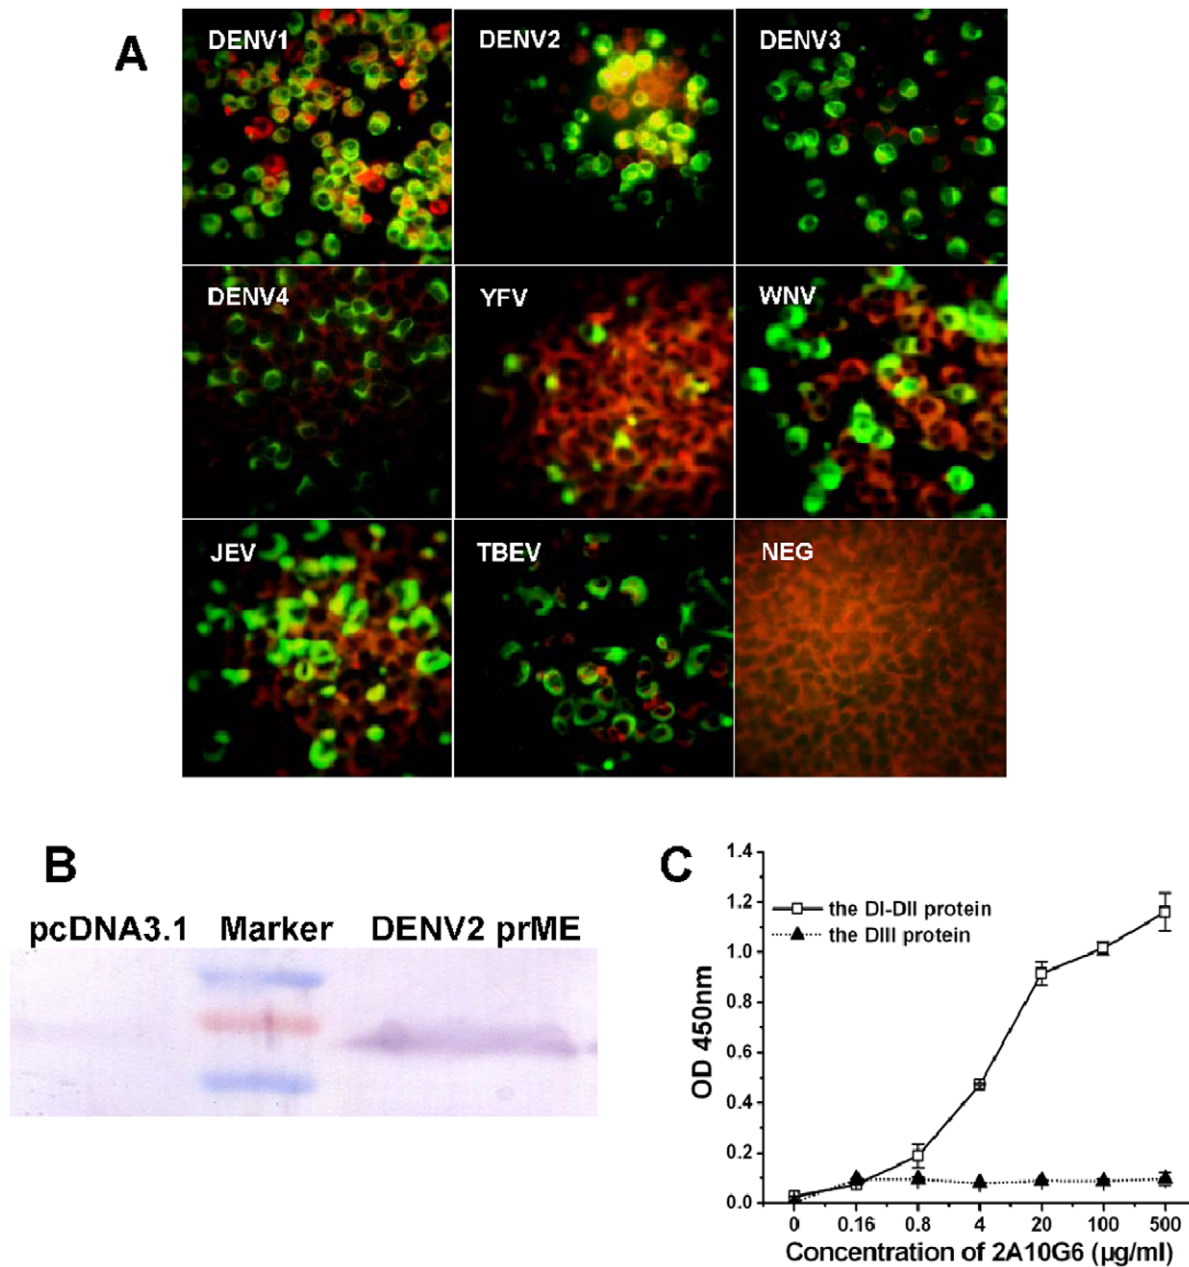 A
DENV1
DENV2
DENV3
DENV4
YFV
WNV
JEV
TBEV
NEG
B
pcDNA3.1 Marker DENV2 prME
C
OD 450nm
1.4
1.2
1.0
0.8
0.6
0.4
0.2
0.0
the DI-DII protein
the DIII protein
0 0.16 0.8 4 20 100 500
Concentration of 2A10G6 (μg/ml)